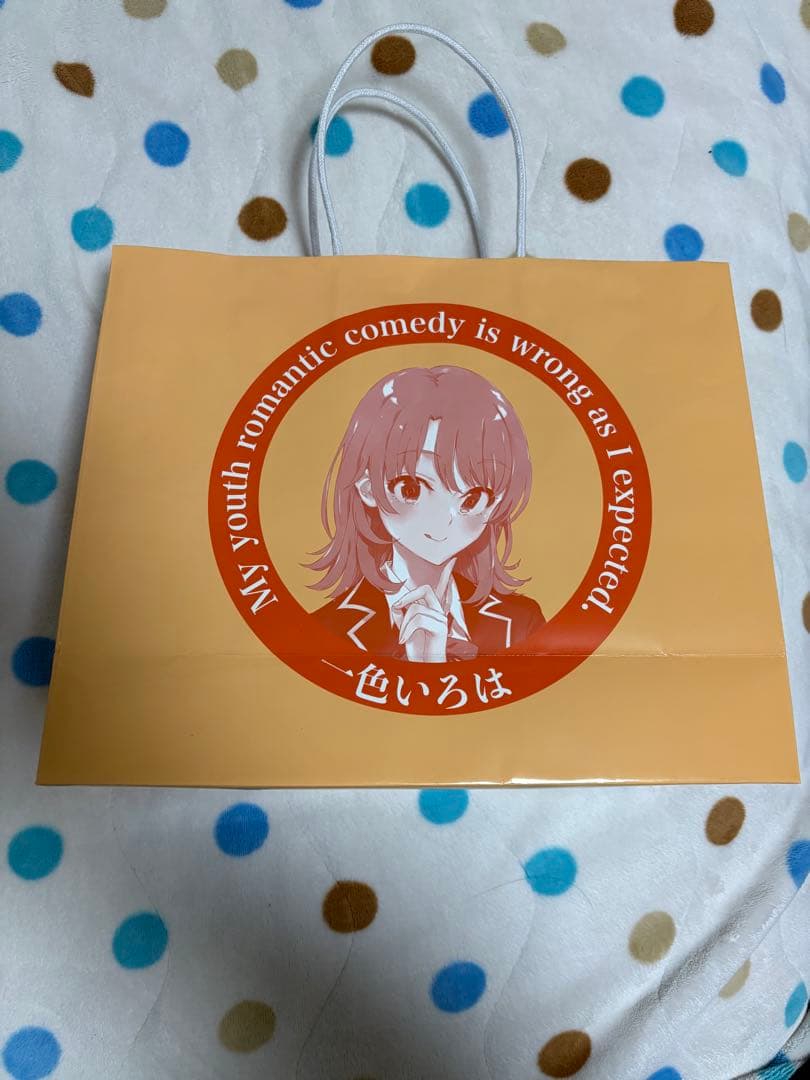 My youth romantic comedy is wrong as I expected.
一色いろは